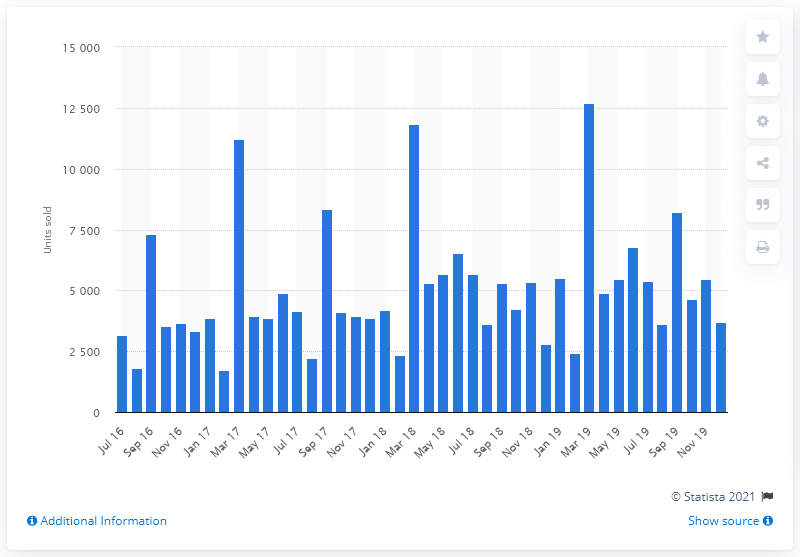 15 000
12 500
10 000
7 500
5 000
2 500
0
Units sold
Jul 16
Sep 16
Nov 16
Jan 17
Mar 17
May 17
Jul 17
Sep 17
Nov 17
Jan 18
Mar 18
May 18
Jul 18
Sep 18
Nov 18
Jan 19
Mar 19
May 19
Jul 19
Sep 19
Nov 19
© Statista 2021
Additional Information
Show source